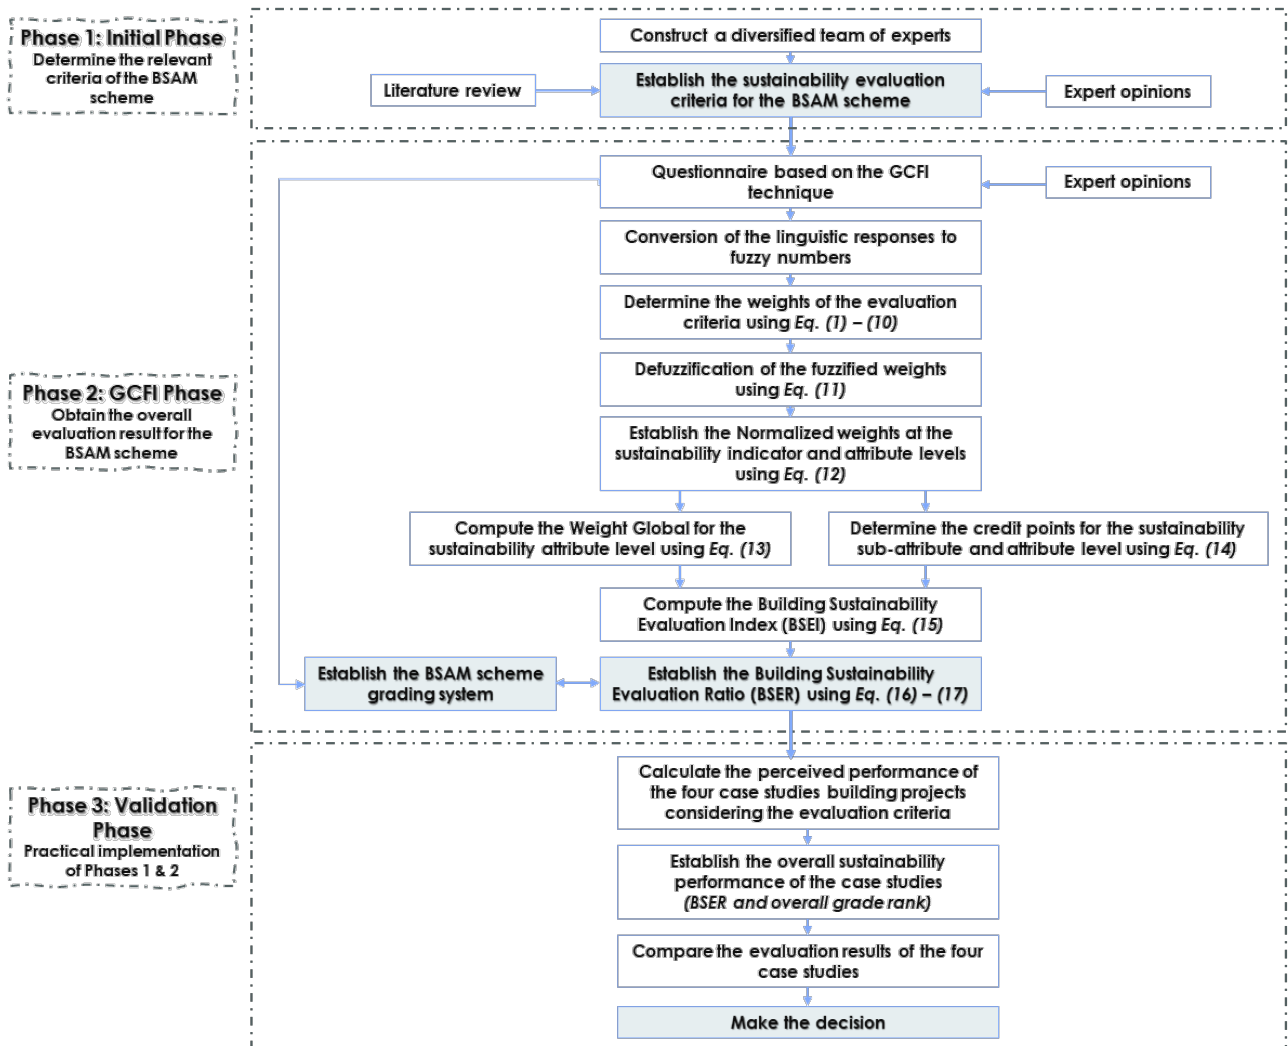 Phase 1: Initial Phase
Determine the relevant
criteria of the BSAM
scheme
Construct a diversified team of experts
Literature review
Establish the sustainability evaluation
criteria for the BSAM scheme
Expert opinions
Phase 2: GCFI Phase
Obtain the overall
evaluation result for the
BSAM scheme
Questionnaire based on the GCFI
technique
Expert opinions
Conversion of the linguistic responses to
fuzzy numbers
Determine the weights of the evaluation
criteria using Eq. (1) – (10)
Defuzzification of the fuzzified weights
using Eq. (11)
Establish the Normalized weights at the
sustainability indicator and attribute levels
using Eq. (12)
Compute the Weight Global for the
sustainability attribute level using Eq. (13)
Determine the credit points for the sustainability
sub-attribute and attribute level using Eq. (14)
Compute the Building Sustainability
Evaluation Index (BSEI) using Eq. (15)
Establish the BSAM scheme
grading system
Establish the Building Sustainability
Evaluation Ratio (BSER) using Eq. (16) – (17)
Phase 3: Validation
Phase
Practical implementation
of Phases 1 & 2
Calculate the perceived performance of
the four case studies building projects
considering the evaluation criteria
Establish the overall sustainability
performance of the case studies
(BSER and overall grade rank)
Compare the evaluation results of the four
case studies
Make the decision